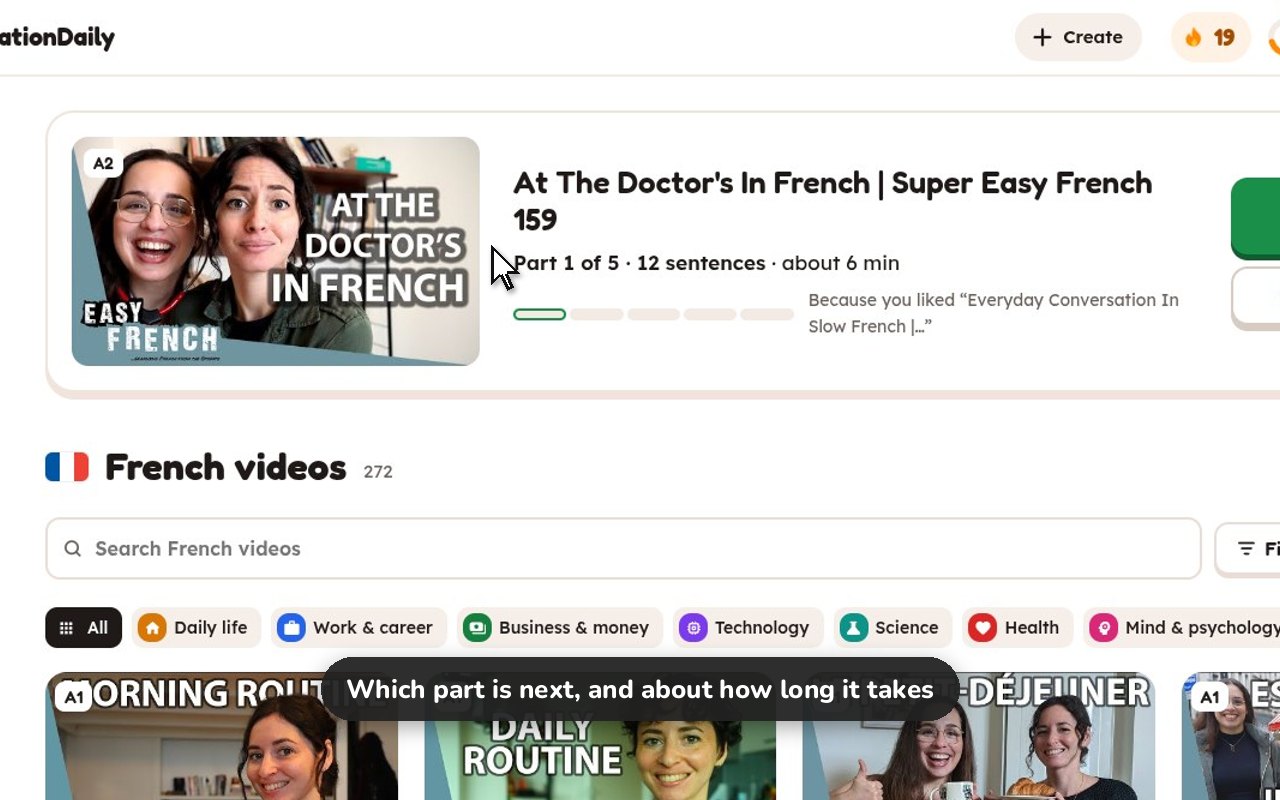 ationDaily
Create
19
A2
AT THE
DOCTOR'S
IN FRENCH
EASY
FRENCH
At The Doctor's In French | Super Easy French
159
Part 1 of 5 · 12 sentences · about 6 min
Because you liked “Everyday Conversation In
Slow French |…”
French videos 272
Search French videos
Fi
All
Daily life
Work & career
Business & money
Technology
Science
Health
Mind & psychology
A1
MORNING ROUT
DAILY
ROUTINE
T-DÉJEUNER
A1
ES
Which part is next, and about how long it takes